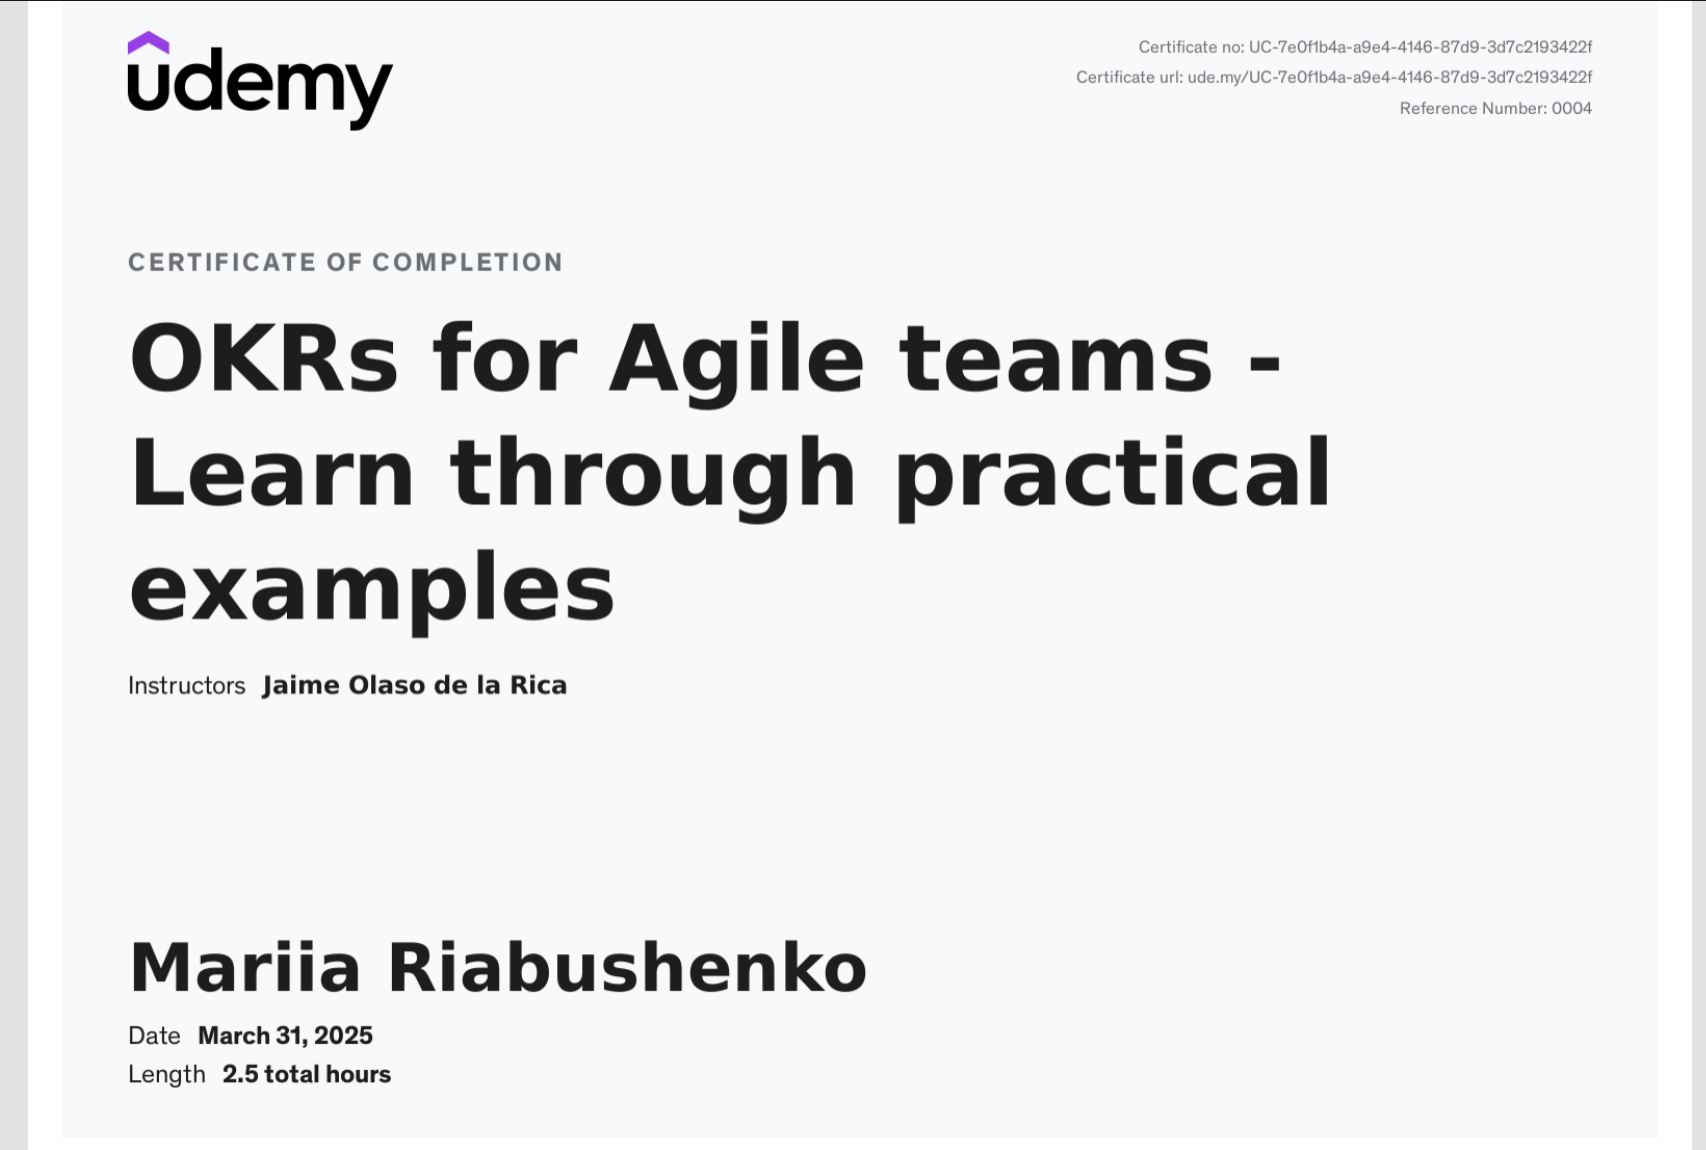 udemy
Certificate no: UC-7e0f1b4a-a9e4-4146-87d9-3d7c2193422f
Certificate url: ude.my/UC-7e0f1b4a-a9e4-4146-87d9-3d7c2193422f
Reference Number: 0004
CERTIFICATE OF COMPLETION
OKRs for Agile teams -
Learn through practical
examples
Instructors Jaime Olaso de la Rica
Mariia Riabushenko
Date March 31, 2025
Length 2.5 total hours